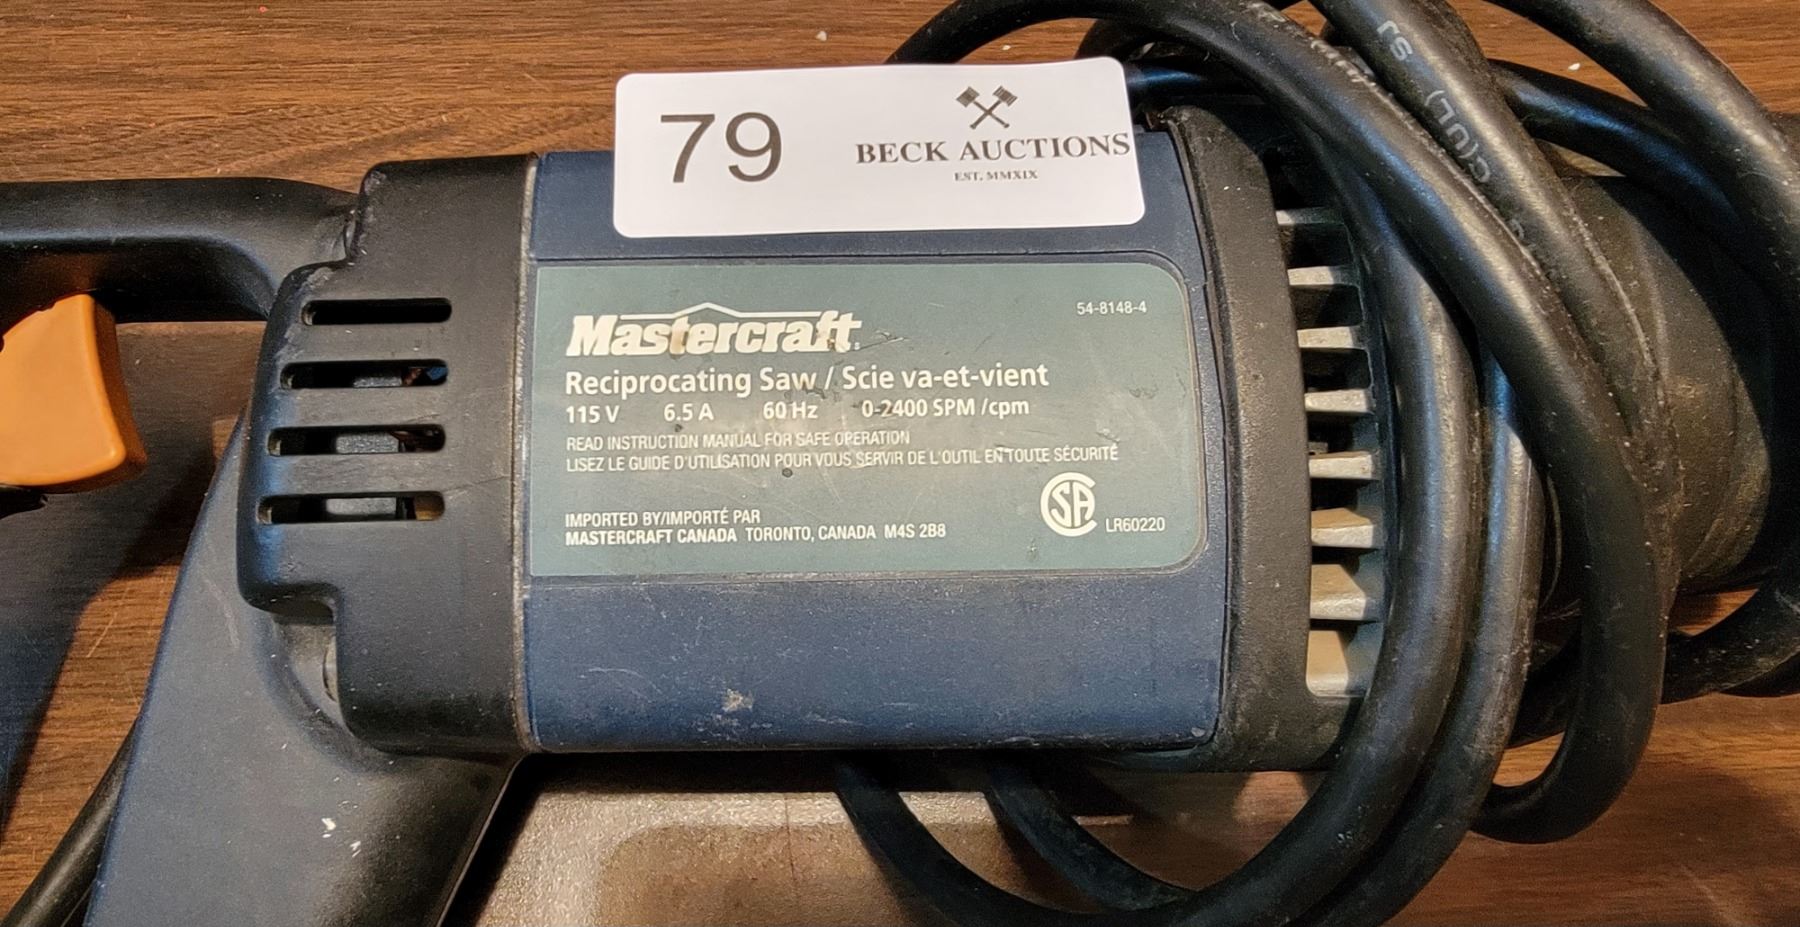 79
BECK AUCTIONS
EST. MMXIX
54-8148-4
Mastercraft
Reciprocating Saw / Scie va-et-vient
115 V 6.5 A 60 Hz 0-2400 SPM /cpm
READ INSTRUCTION MANUAL FOR SAFE OPERATION
LISEZ LE GUIDE D'UTILISATION POUR VOUS SERVIR DE L'OUTIL EN TOUTE SÉCURITÉ
IMPORTED BY/IMPORTÉ PAR
MASTERCRAFT CANADA TORONTO, CANADA M4S 2B8
CSA
LR60220
(UL)